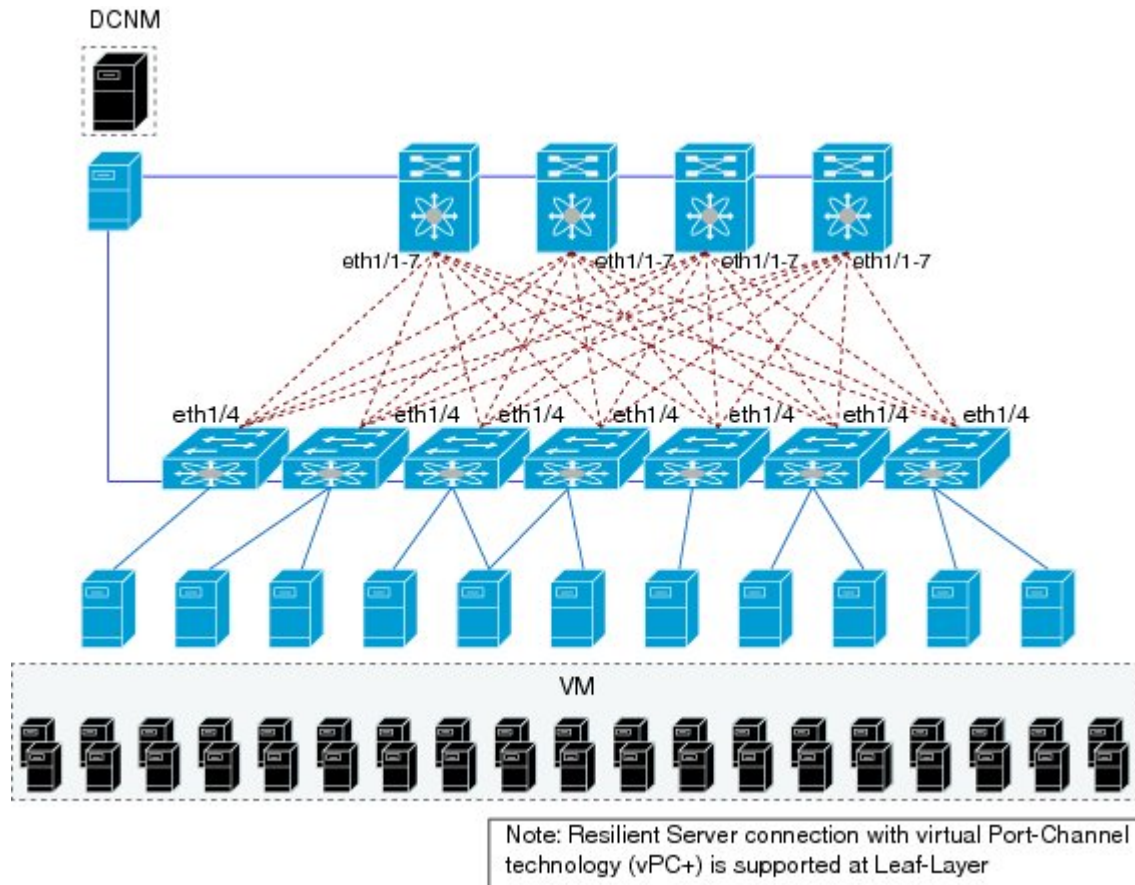 DCNM
eth1/1-7
eth1/1-7
eth1/1-7
eth1/1-7
eth1/4
eth1/4
eth1/4
eth1/4
eth1/4
eth1/4
eth1/4
VM
Note: Resilient Server connection with virtual Port-Channel
technology (vPC+) is supported at Leaf-Layer